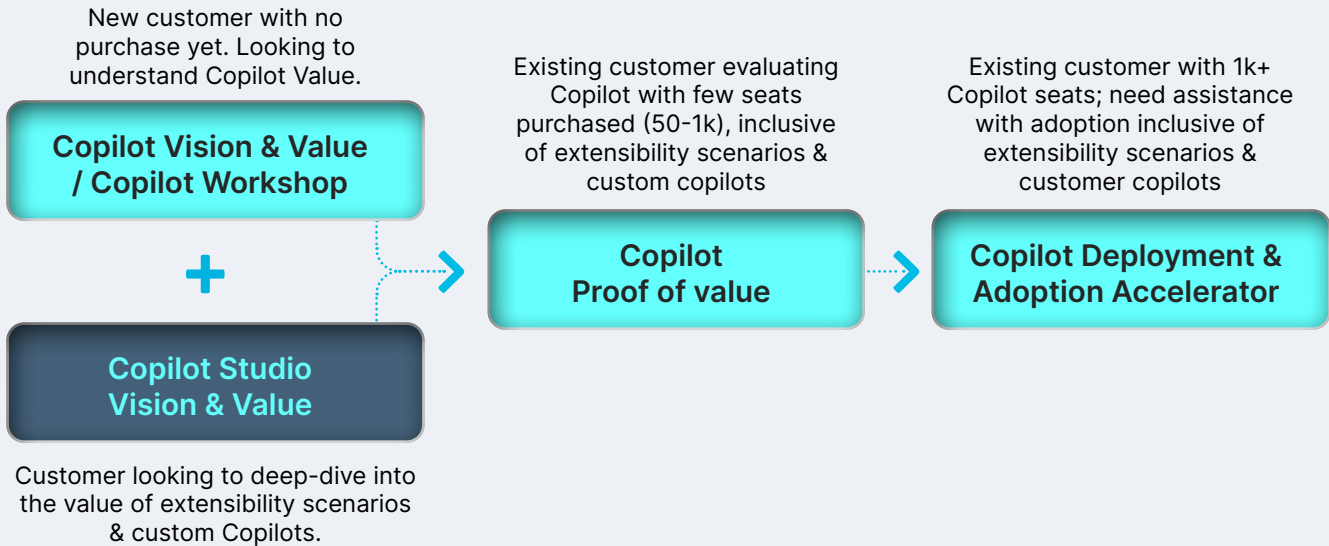 New customer with no
purchase yet. Looking to
understand Copilot Value.
Copilot Vision & Value
/ Copilot Workshop
+
Copilot Studio
Vision & Value
Customer looking to deep-dive into
the value of extensibility scenarios
& custom Copilots.
Existing customer evaluating
Copilot with few seats
purchased (50-1k), inclusive
of extensibility scenarios &
custom copilots
Copilot
Proof of value
Existing customer with 1k+
Copilot seats; need assistance
with adoption inclusive of
extensibility scenarios &
customer copilots
Copilot Deployment &
Adoption Accelerator